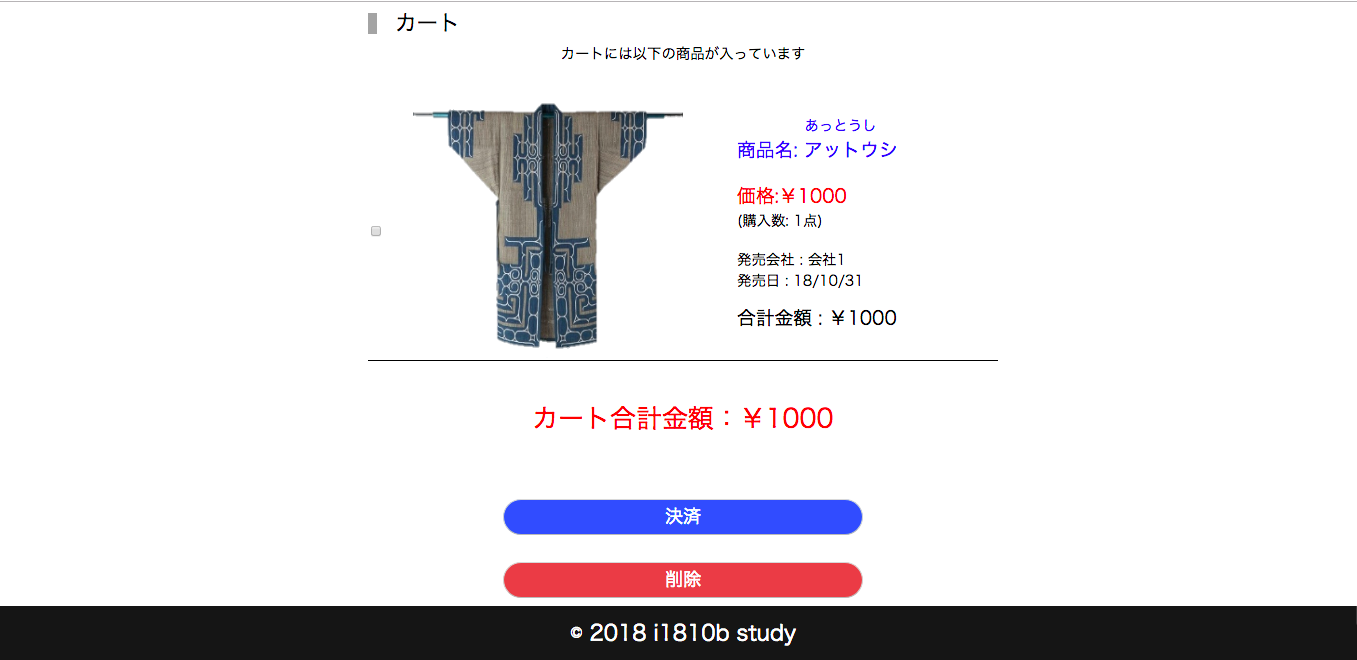 カート
カートには以下の商品が入っています
あっとうし
商品名: アットウシ
価格:￥1000
(購入数: 1点)
発売会社 : 会社1
発売日 : 18/10/31
合計金額 : ￥1000
カート合計金額：￥1000
決済
削除
© 2018 i1810b study